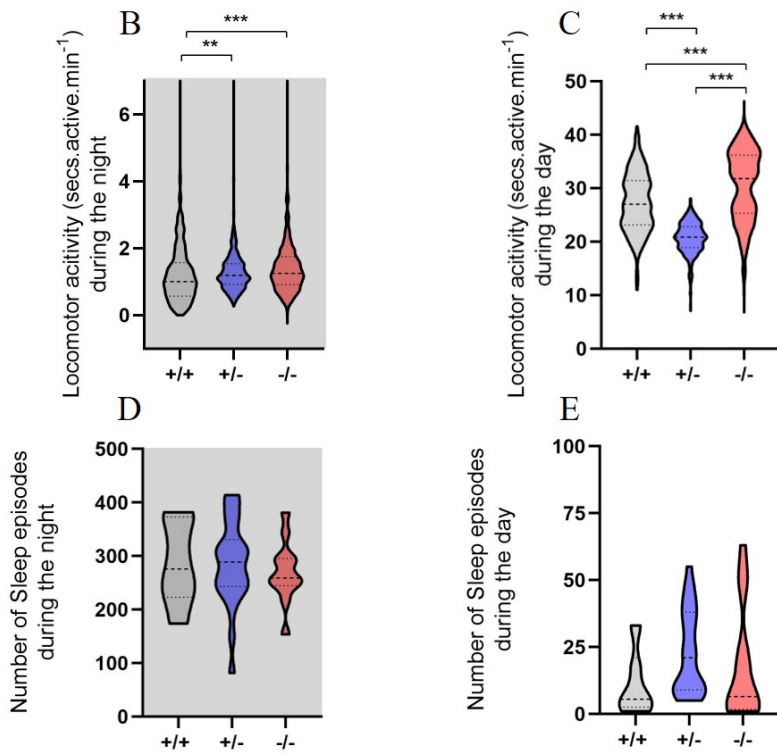 B
***
**
Locomotor acitivity (secs.active.min-1)
during the night
6
4
2
0
+/+ +/- -/-
C
***
***
***
Locomotor acitivity (secs.active.min-1)
during the day
50
40
30
20
10
0
+/+ +/- -/-
D
Number of Sleep episodes
during the night
500
400
300
200
100
0
+/+ +/- -/-
E
Number of Sleep episodes
during the day
100
75
50
25
0
+/+ +/- -/-